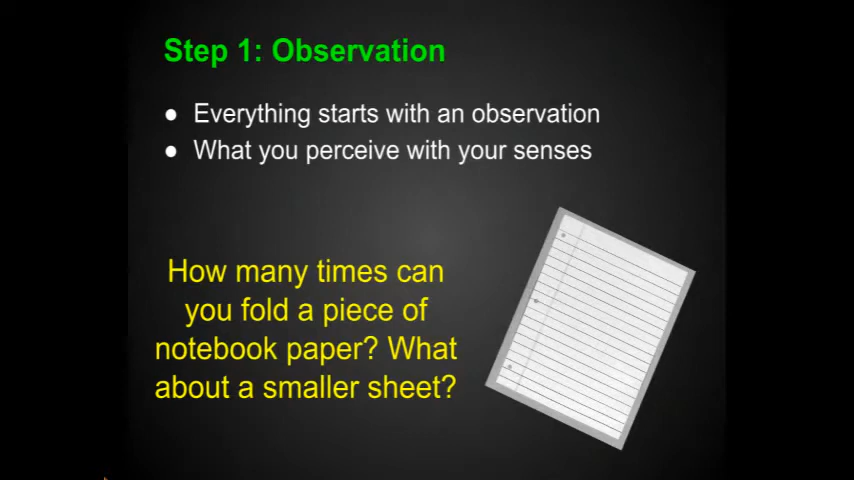 Step 1: Observation
● Everything starts with an observation
● What you perceive with your senses
How many times can
you fold a piece of
notebook paper? What
about a smaller sheet?